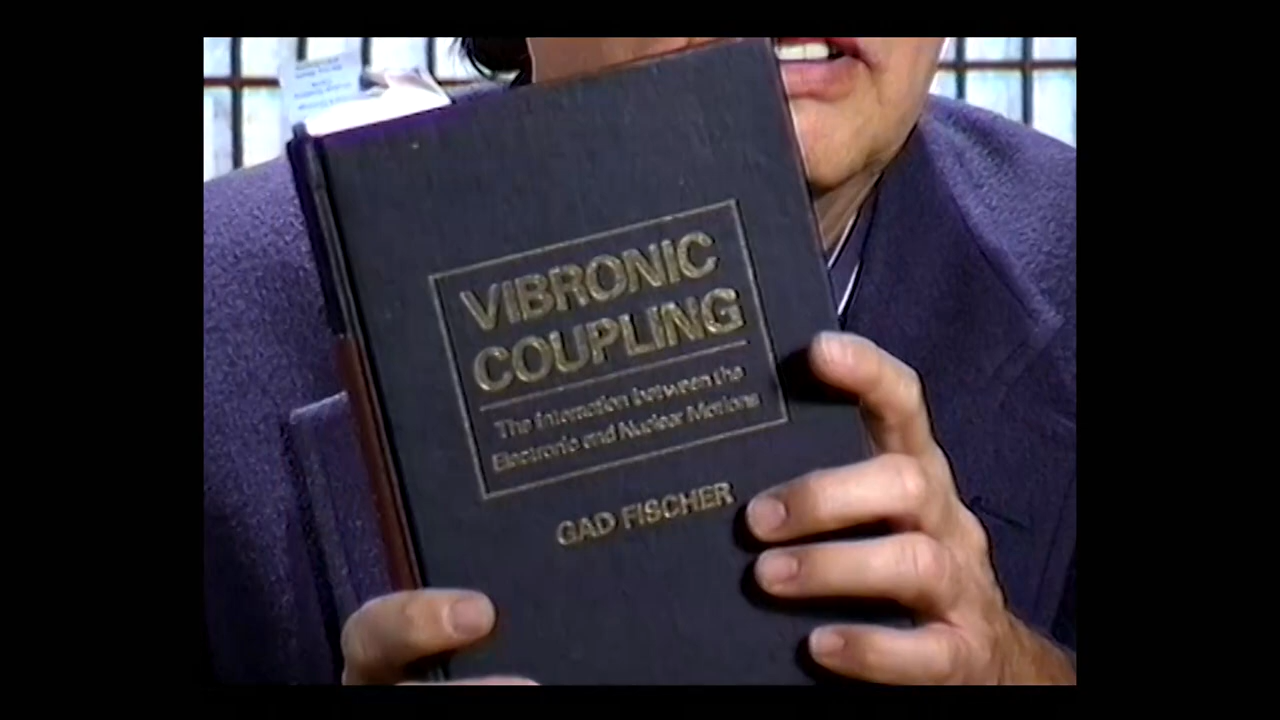 VIBRONIC
COUPLING
The Interaction between the
Electronic and Nuclear Motions
GAD FISCHER